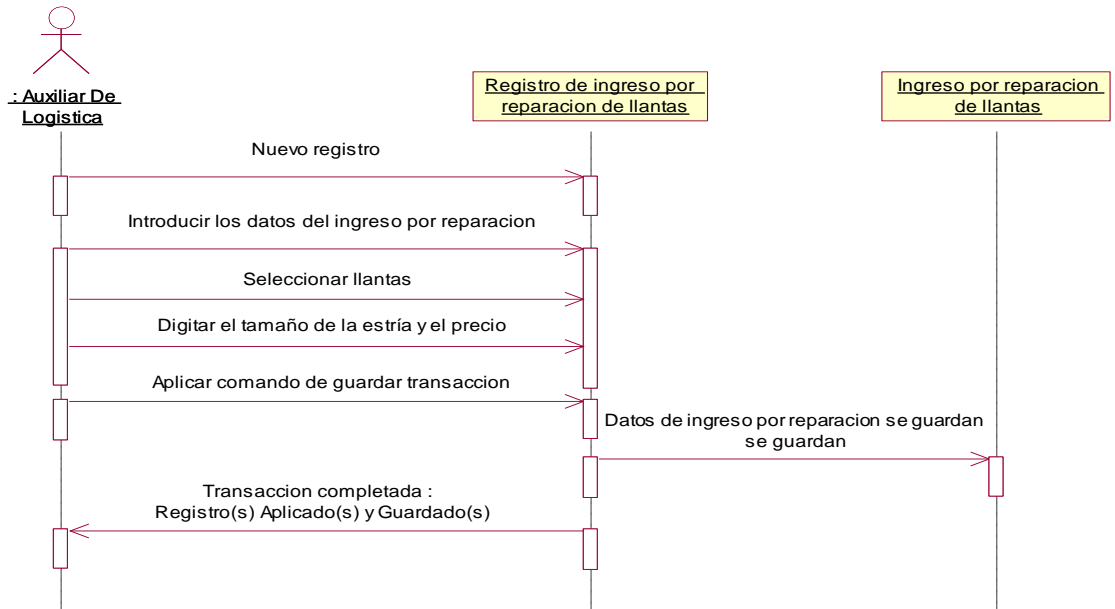 : Auxiliar De
Logistica
Registro de ingreso por
reparacion de llantas
Ingreso por reparacion
de llantas
Nuevo registro
Introducir los datos del ingreso por reparacion
Seleccionar llantas
Digitar el tamaño de la estría y el precio
Aplicar comando de guardar transaccion
Datos de ingreso por reparacion se guardan
se guardan
Transaccion completada :
Registro(s) Aplicado(s) y Guardado(s)